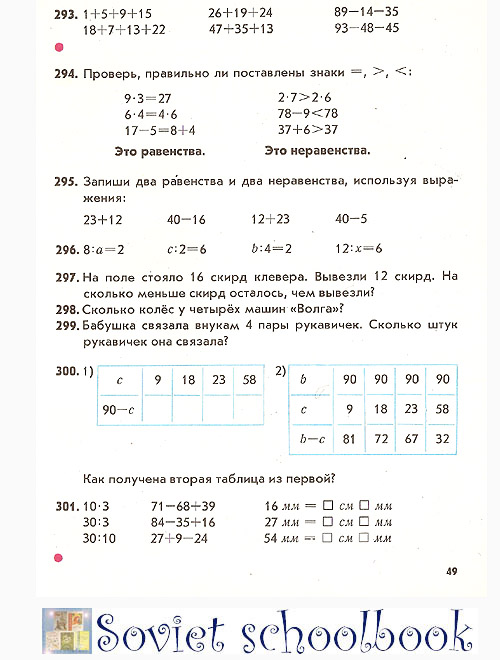 293. 1+5+9+15 26+19+24 89−14−35
18+7+13+22 47+35+13 93−48−45
294. Проверь, правильно ли поставлены знаки =, >, <:
9·3=27 2·7>2·6
6·4=4·6 78−9<78
17−5=8+4 37+6>37
Это равенства. Это неравенства.
295. Запиши два равенства и два неравенства, используя выра-
жения:
23+12 40−16 12+23 40−5
296. 8:a=2 c:2=6 b:4=2 12:x=6
297. На поле стояло 16 скирд клевера. Вывезли 12 скирд. На
сколько меньше скирд осталось, чем вывезли?
298. Сколько колёс у четырёх машин «Волга»?
299. Бабушка связала внукам 4 пары рукавичек. Сколько штук
рукавичек она связала?
300. 1) c 9 18 23 58
90−c
2) b 90 90 90 90
c 9 18 23 58
b−c 81 72 67 32
Как получена вторая таблица из первой?
301. 10·3 71−68+39 16 мм = □ см □ мм
30:3 84−35+16 27 мм = □ см □ мм
30:10 27+9−24 54 мм = □ см □ мм
49
Soviet schoolbook